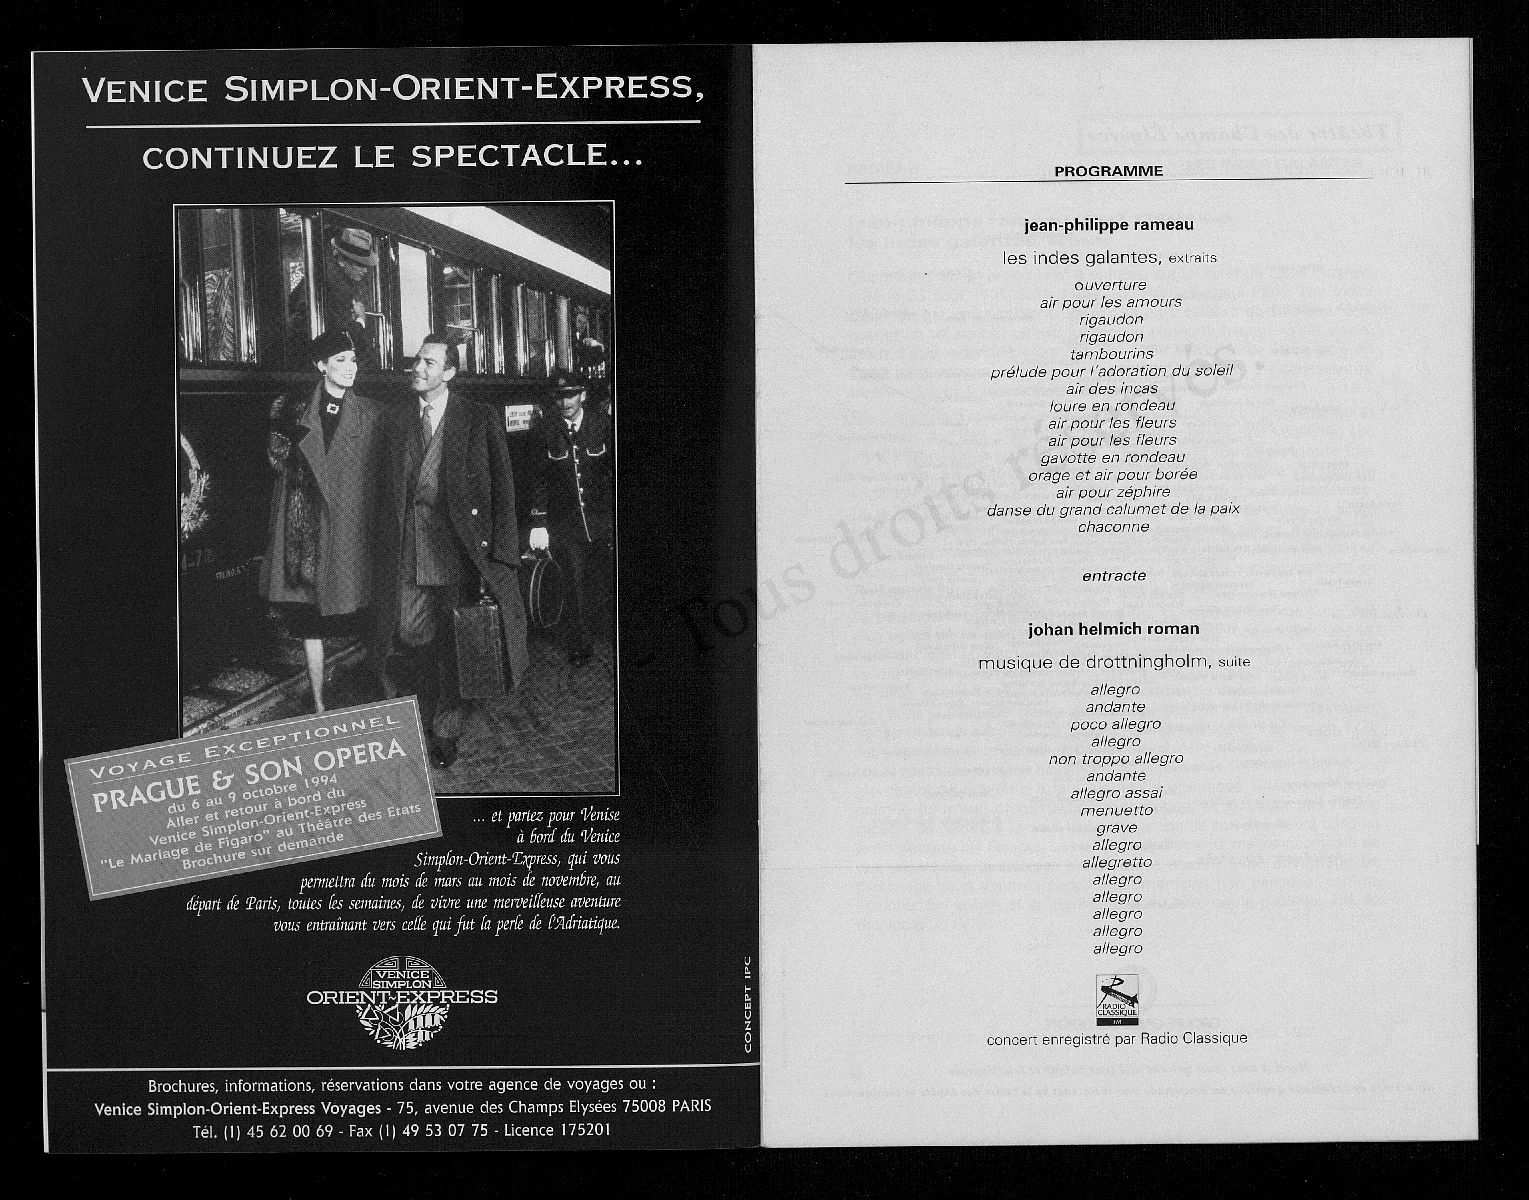 VENICE SIMPLON-ORIENT-EXPRESS,
CONTINUEZ LE SPECTACLE...
VOYAGE EXCEPTIONNEL
PRAGUE & SON OPERA
du 6 au 9 octobre 1994
Aller et retour à bord du
Venice Simplon-Orient-Express
"Le Mariage de Figaro" au Théâtre des Etats
Brochure sur demande
... et partez pour Venise
à bord du Venice
Simplon-Orient-Express, qui vous
permettra du mois de mars au mois de novembre, au
départ de Paris, toutes les semaines, de vivre une merveilleuse aventure
vous entraînant vers celle qui fut la perle de l'Adriatique.
VENICE
SIMPLON
ORIENT-EXPRESS
CONCEPT IPC
Brochures, informations, réservations dans votre agence de voyages ou :
Venice Simplon-Orient-Express Voyages - 75, avenue des Champs Elysées 75008 PARIS
Tél. (1) 45 62 00 69 - Fax (1) 49 53 07 75 - Licence 175201
PROGRAMME
jean-philippe rameau
les indes galantes, extraits
ouverture
air pour les amours
rigaudon
rigaudon
tambourins
prélude pour l'adoration du soleil
air des incas
loure en rondeau
air pour les fleurs
air pour les fleurs
gavotte en rondeau
orage et air pour borée
air pour zéphire
danse du grand calumet de la paix
chaconne
entracte
johan helmich roman
musique de drottningholm, suite
allegro
andante
poco allegro
allegro
non troppo allegro
andante
allegro assai
menuetto
grave
allegro
allegretto
allegro
allegro
allegro
allegro
allegro
RADIO
CLASSIQUE
FM
concert enregistré par Radio Classique
Tous droits réservés.